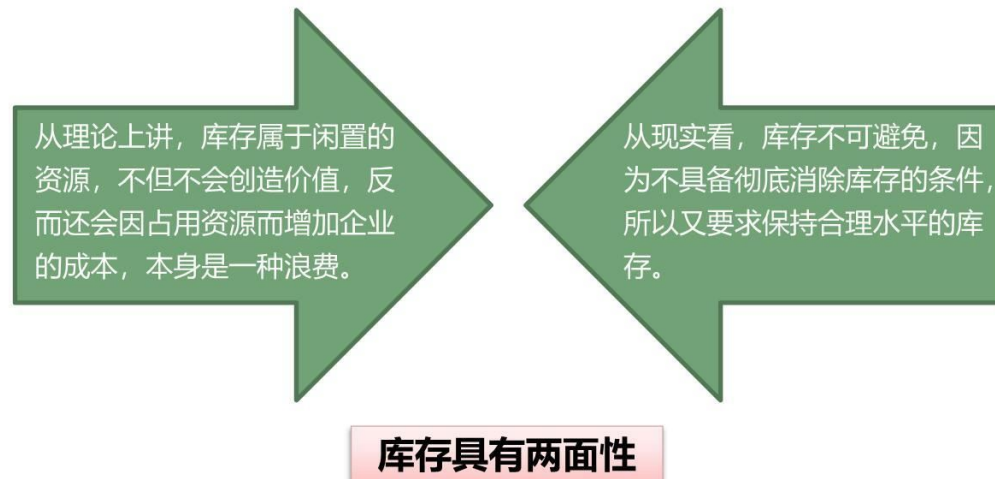 从理论上讲，库存属于闲置的
资源，不但不会创造价值，反
而还会因占用资源而增加企业
的成本，本身是一种浪费。
从现实看，库存不可避免，因
为不具备彻底消除库存的条件，
所以又要求保持合理水平的库
存。
库存具有两面性